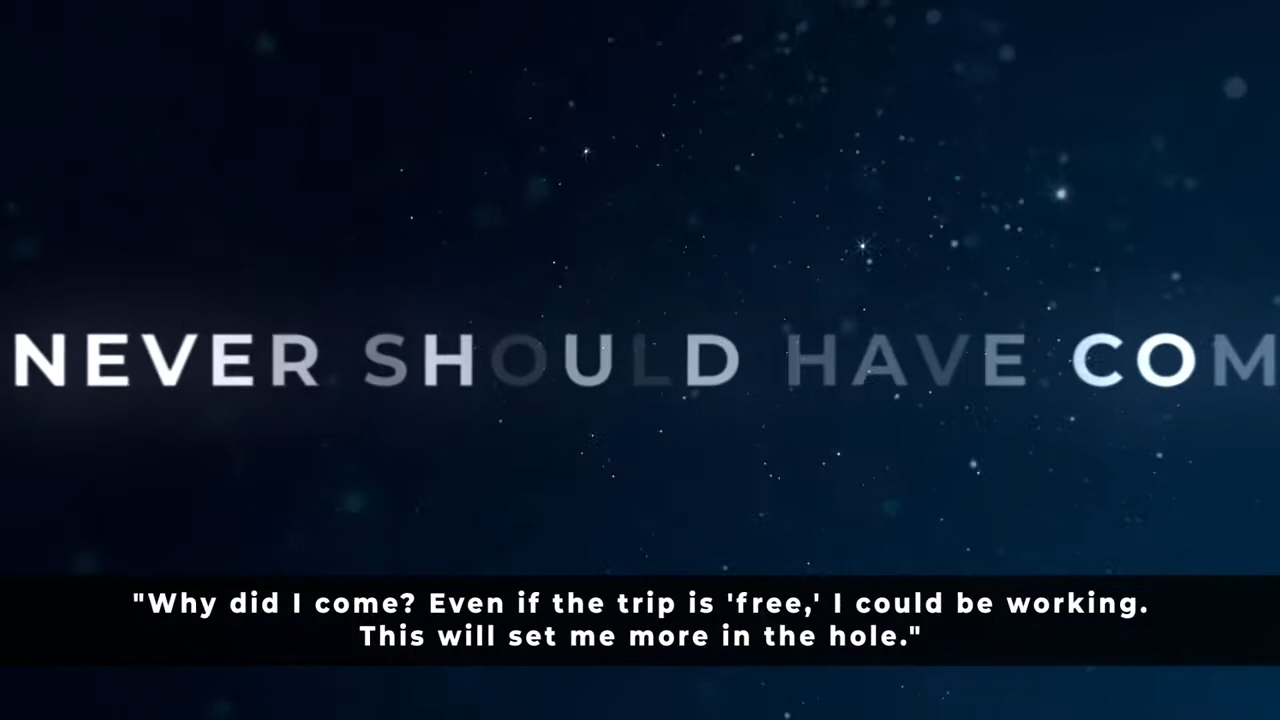 NEVER SHOULD HAVE COM
"Why did I come? Even if the trip is 'free,' I could be working.
This will set me more in the hole."